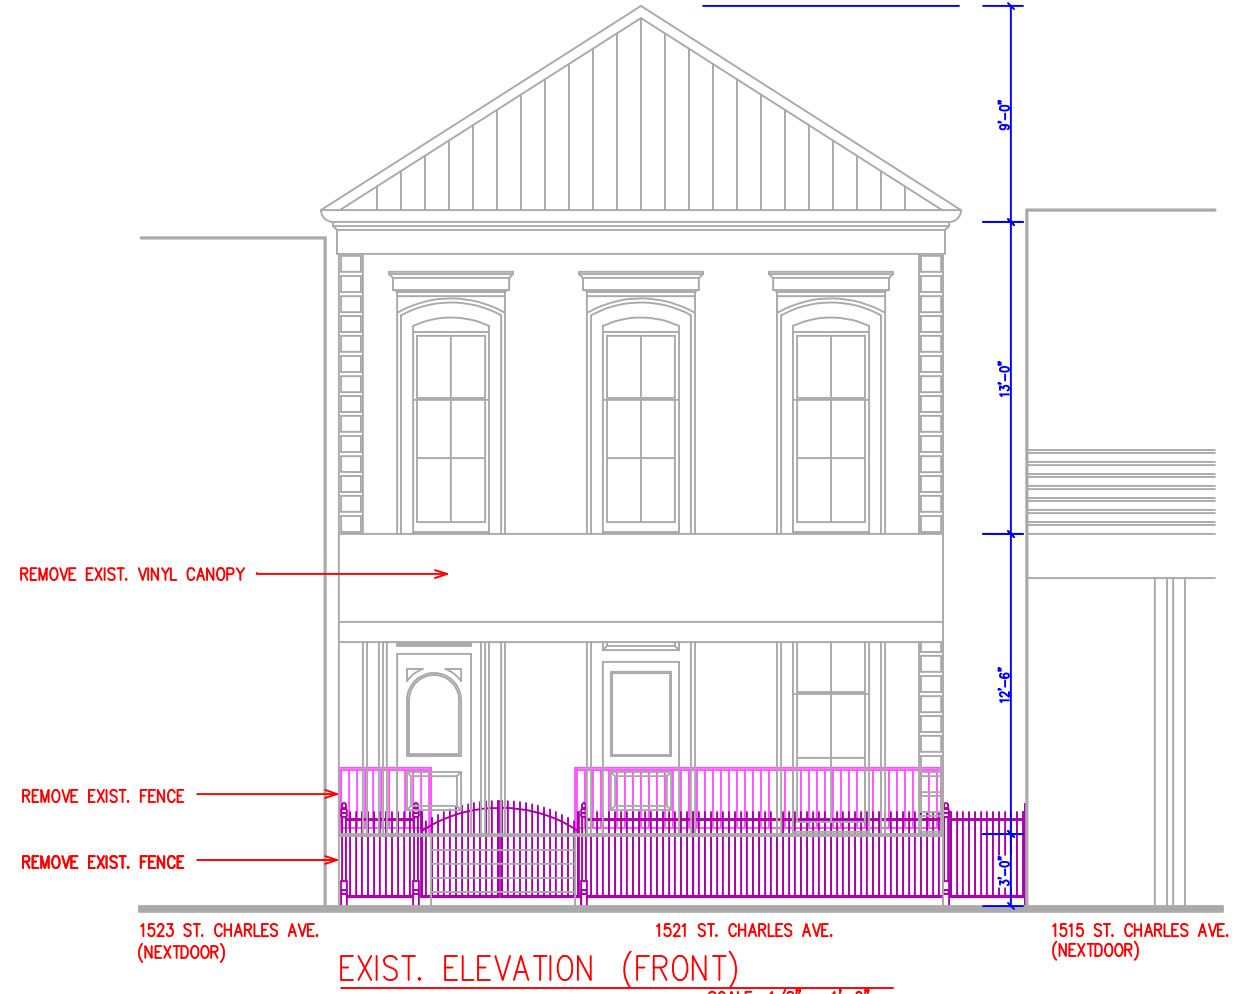 9'-0"
13'-0"
REMOVE EXIST. VINYL CANOPY
12'-6"
REMOVE EXIST. FENCE
REMOVE EXIST. FENCE
3'-0"
1523 ST. CHARLES AVE.
(NEXTDOOR)
1521 ST. CHARLES AVE.
1515 ST. CHARLES AVE.
(NEXTDOOR)
EXIST. ELEVATION (FRONT)